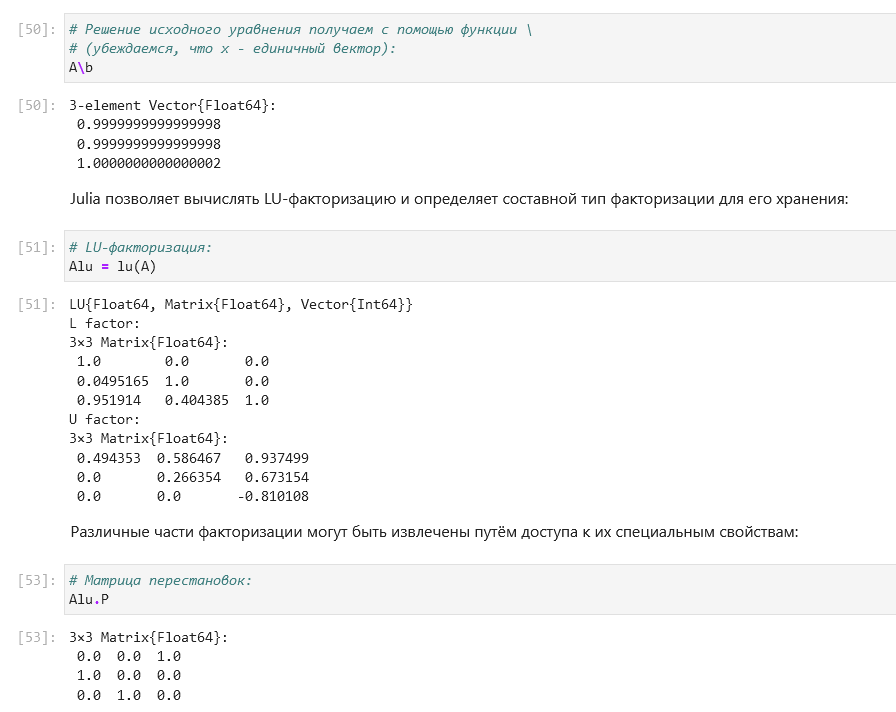 [50]: # Решение исходного уравнения получаем с помощью функции \
# (убеждаемся, что x - единичный вектор):
A\b
[50]: 3-element Vector{Float64}:
0.9999999999999998
0.9999999999999998
1.0000000000000002
Julia позволяет вычислять LU-факторизацию и определяет составной тип факторизации для его хранения:
[51]: # LU-факторизация:
Alu = lu(A)
[51]: LU{Float64, Matrix{Float64}, Vector{Int64}}
L factor:
3×3 Matrix{Float64}:
1.0        0.0       0.0
0.0495165  1.0       0.0
0.951914   0.404385  1.0
U factor:
3×3 Matrix{Float64}:
0.494353  0.586467   0.937499
0.0       0.266354   0.673154
0.0       0.0       -0.810108
Различные части факторизации могут быть извлечены путём доступа к их специальным свойствам:
[53]: # Матрица перестановок:
Alu.P
[53]: 3×3 Matrix{Float64}:
0.0  0.0  1.0
1.0  0.0  0.0
0.0  1.0  0.0